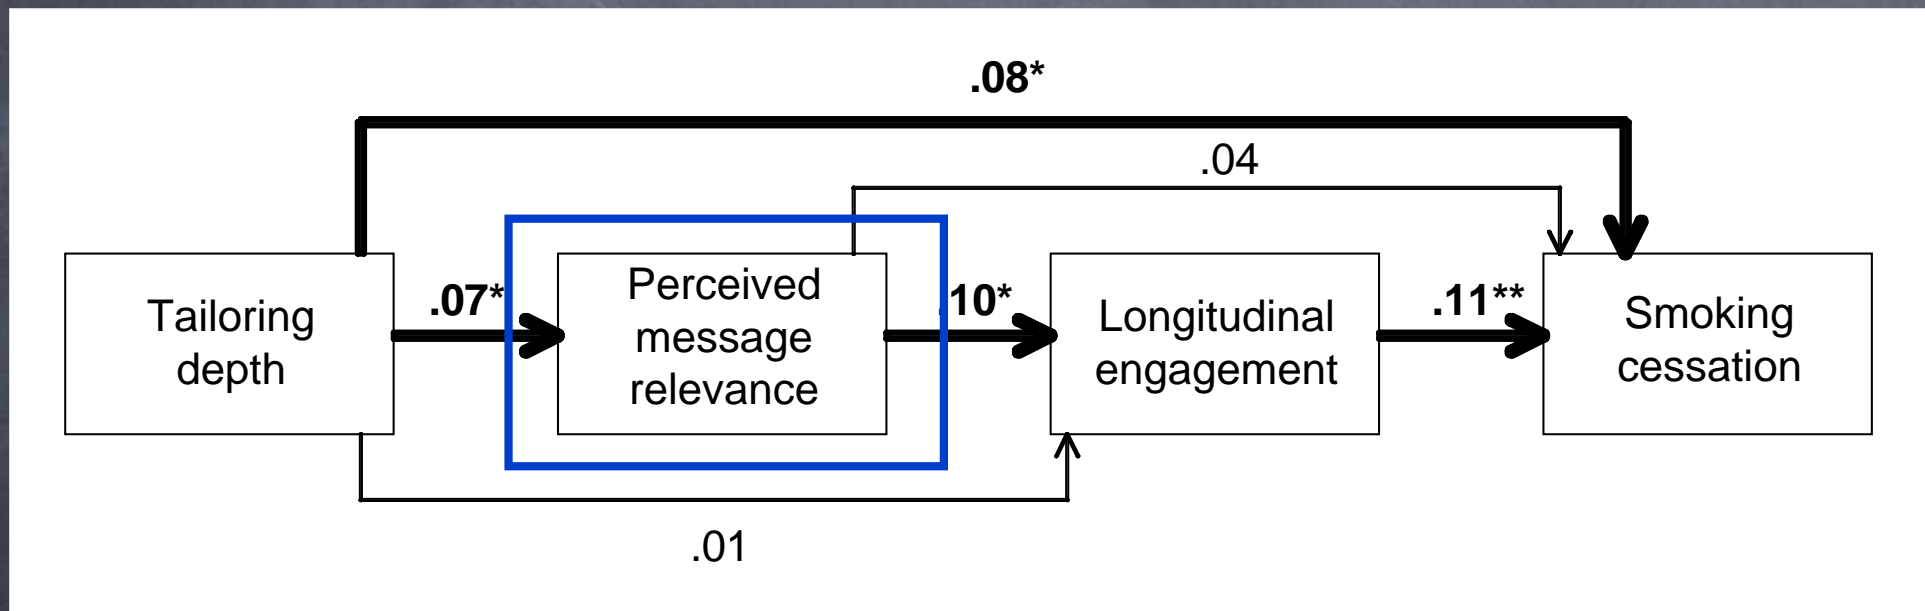 .08*
.04
Tailoring
depth
.07*
Perceived
message
relevance
.10*
Longitudinal
engagement
.11**
Smoking
cessation
.01